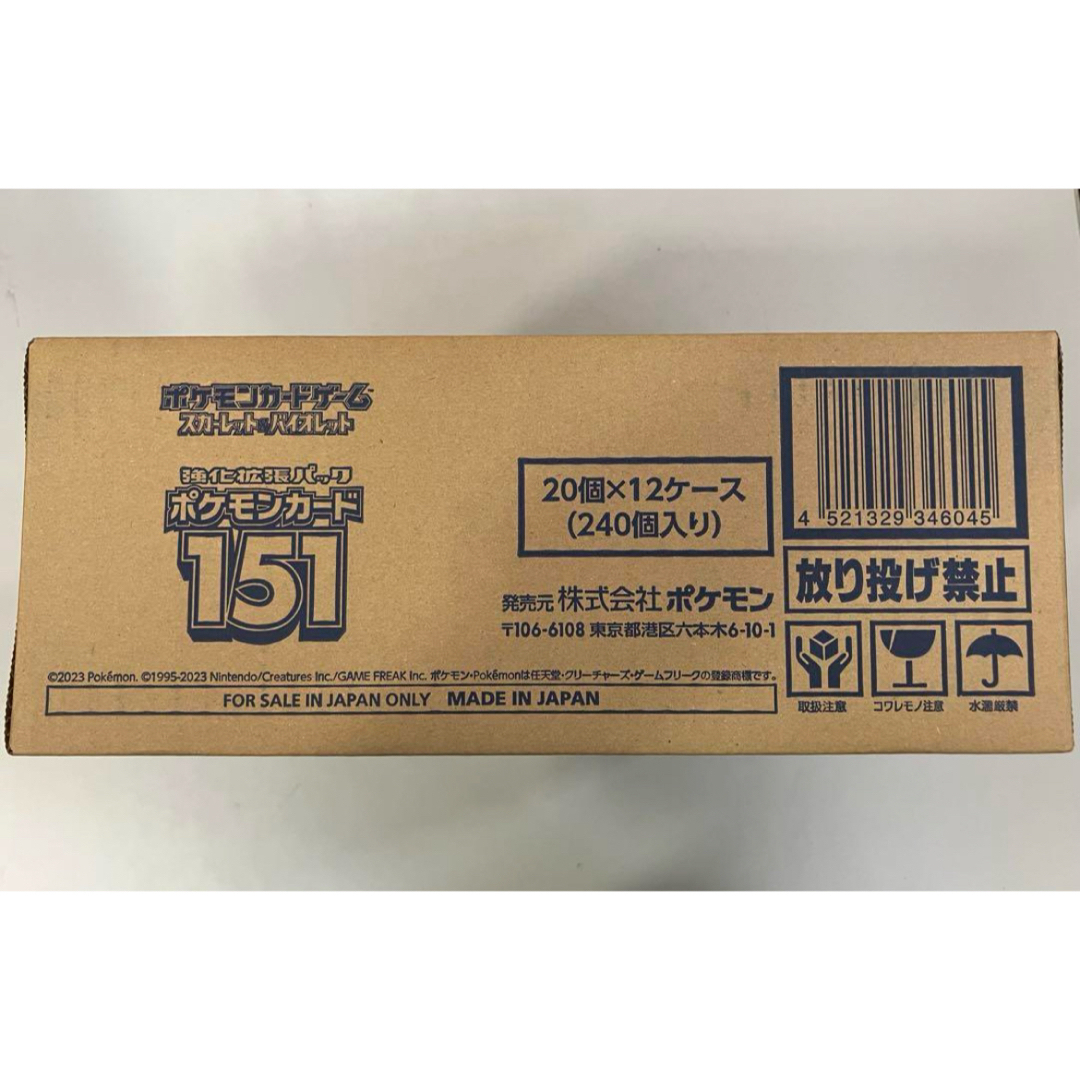 ポケモンカードゲーム
スカーレット&バイオレット
強化拡張パック
ポケモンカード
151
20個×12ケース
(240個入り)
発売元 株式会社 ポケモン
〒106-6108 東京都港区六本木6-10-1
©2023 Pokémon. ©1995-2023 Nintendo/Creatures Inc./GAME FREAK Inc. ポケモン・Pokémonは任天堂・クリーチャーズ・ゲームフリークの登録商標です。
FOR SALE IN JAPAN ONLY MADE IN JAPAN
4 521329 346045
放り投げ禁止
取扱注意 コワレモノ注意 水濡厳禁